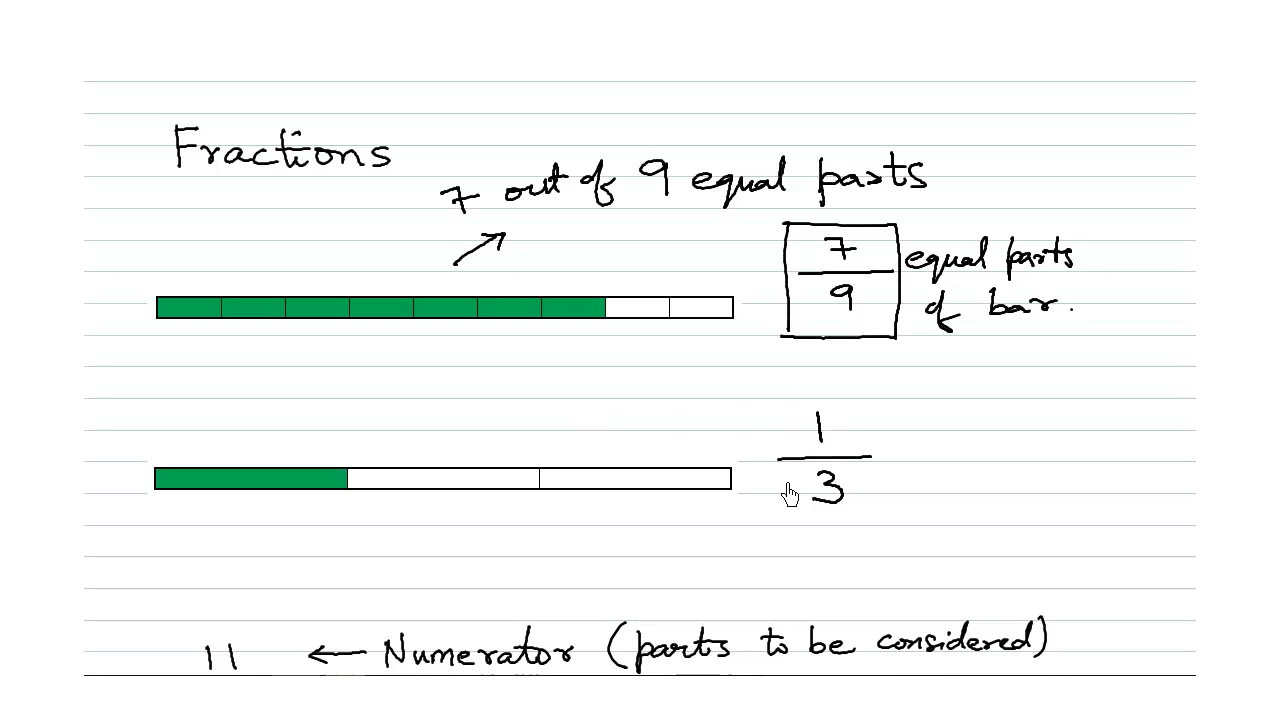 Fractions
7 out of 9 equal parts
7
9
equal parts
of bar.
1
3
11 ← Numerator (parts to be considered)